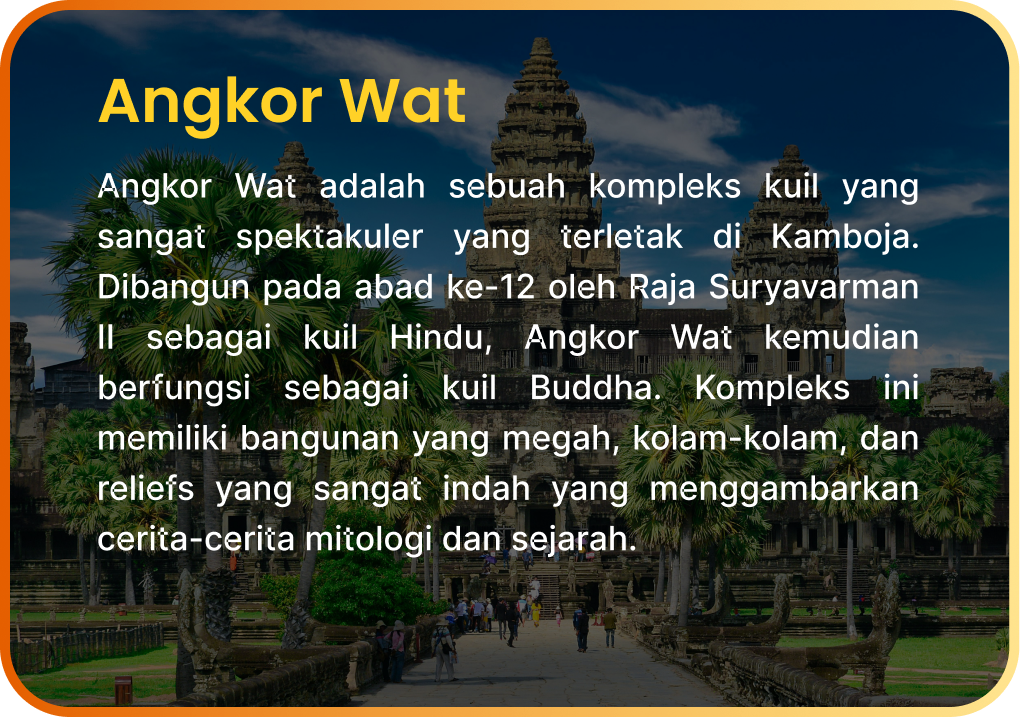 Angkor Wat
Angkor Wat adalah sebuah kompleks kuil yang
sangat spektakuler yang terletak di Kamboja.
Dibangun pada abad ke-12 oleh Raja Suryavarman
II sebagai kuil Hindu, Angkor Wat kemudian
berfungsi sebagai kuil Buddha. Kompleks ini
memiliki bangunan yang megah, kolam-kolam, dan
reliefs yang sangat indah yang menggambarkan
cerita-cerita mitologi dan sejarah.